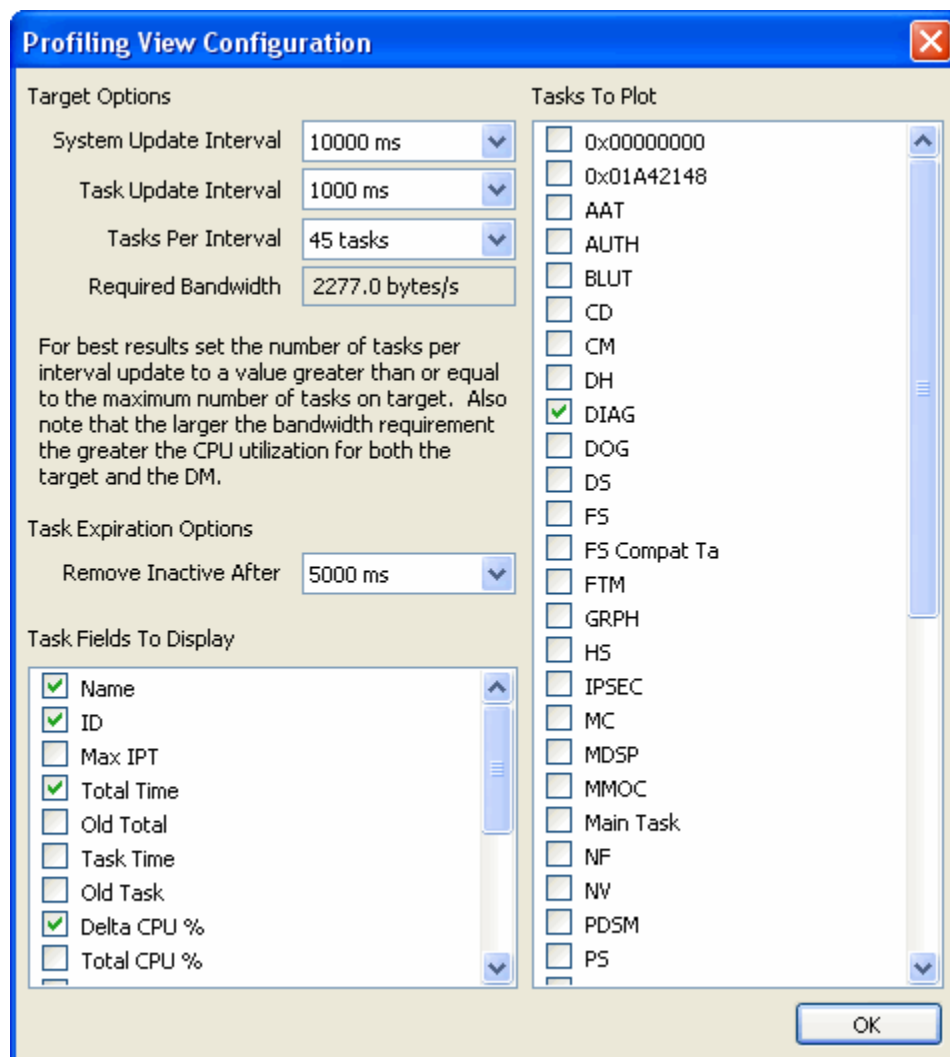 Profiling View Configuration
Target Options
System Update Interval 10000 ms
Task Update Interval 1000 ms
Tasks Per Interval 45 tasks
Required Bandwidth 2277.0 bytes/s
For best results set the number of tasks per
interval update to a value greater than or equal
to the maximum number of tasks on target. Also
note that the larger the bandwidth requirement
the greater the CPU utilization for both the
target and the DM.
Task Expiration Options
Remove Inactive After 5000 ms
Task Fields To Display
Name
ID
Max IPT
Total Time
Old Total
Task Time
Old Task
Delta CPU %
Total CPU %
Tasks To Plot
0x00000000
0x01A42148
AAT
AUTH
BLUT
CD
CM
DH
DIAG
DOG
DS
FS
FS Compat Ta
FTM
GRPH
HS
IPSEC
MC
MDSP
MMOC
Main Task
NF
NV
PDSM
PS
OK